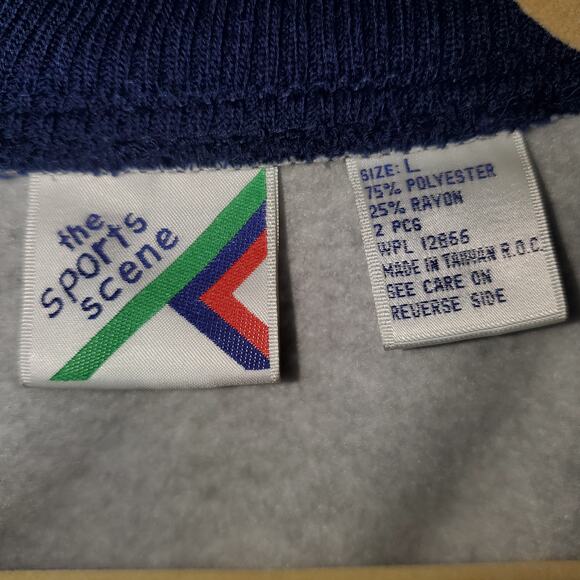 the
sports
scene
SIZE: L
75% POLYESTER
25% RAYON
2 PCS
WPL 12866
MADE IN TAIWAN R.O.C.
SEE CARE ON
REVERSE SIDE